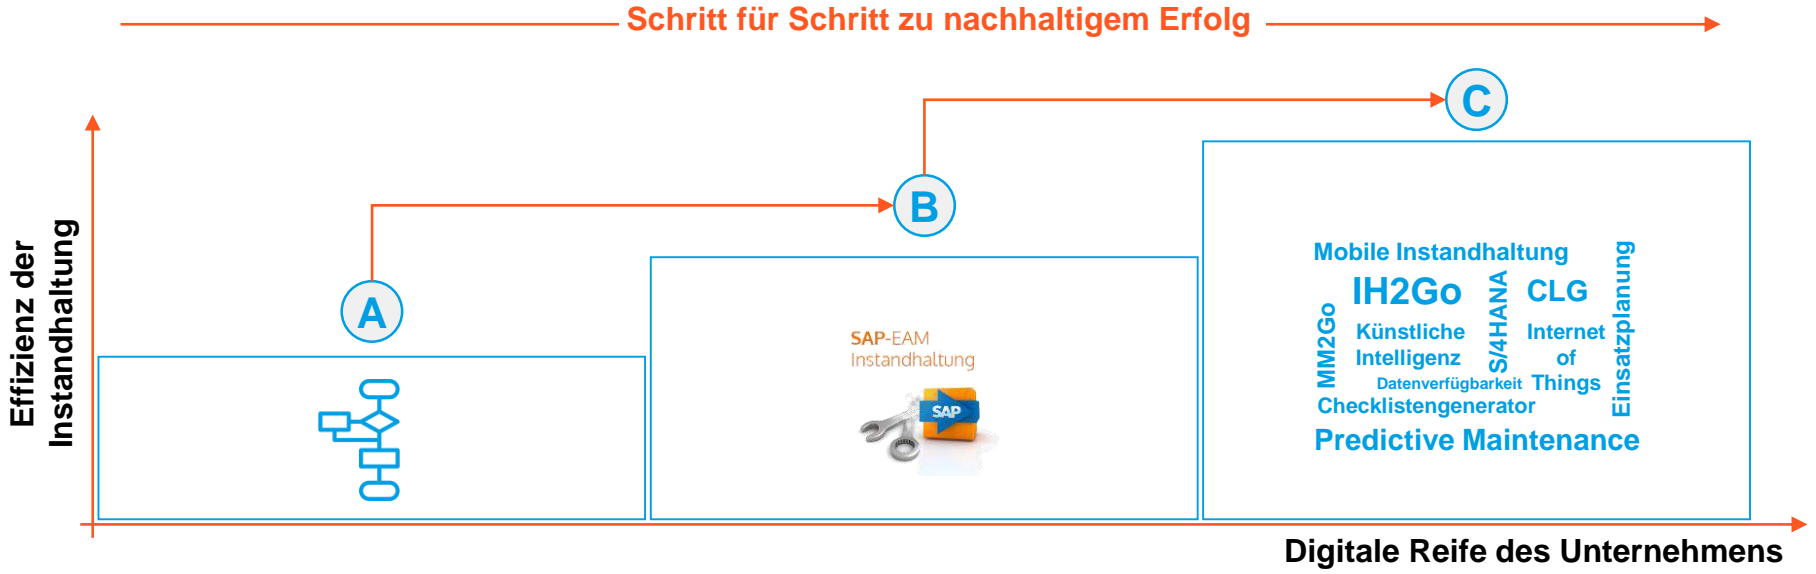 Schritt für Schritt zu nachhaltigem Erfolg
C
B
A
Effizienz der
Instandhaltung
SAP-EAM
Instandhaltung
SAP
Mobile Instandhaltung
IH2Go
CLG
S/4HANA
Einsatzplanung
MM2Go
Künstliche
Intelligenz
Internet
of
Things
Datenverfügbarkeit
Checklistengenerator
Predictive Maintenance
Digitale Reife des Unternehmens